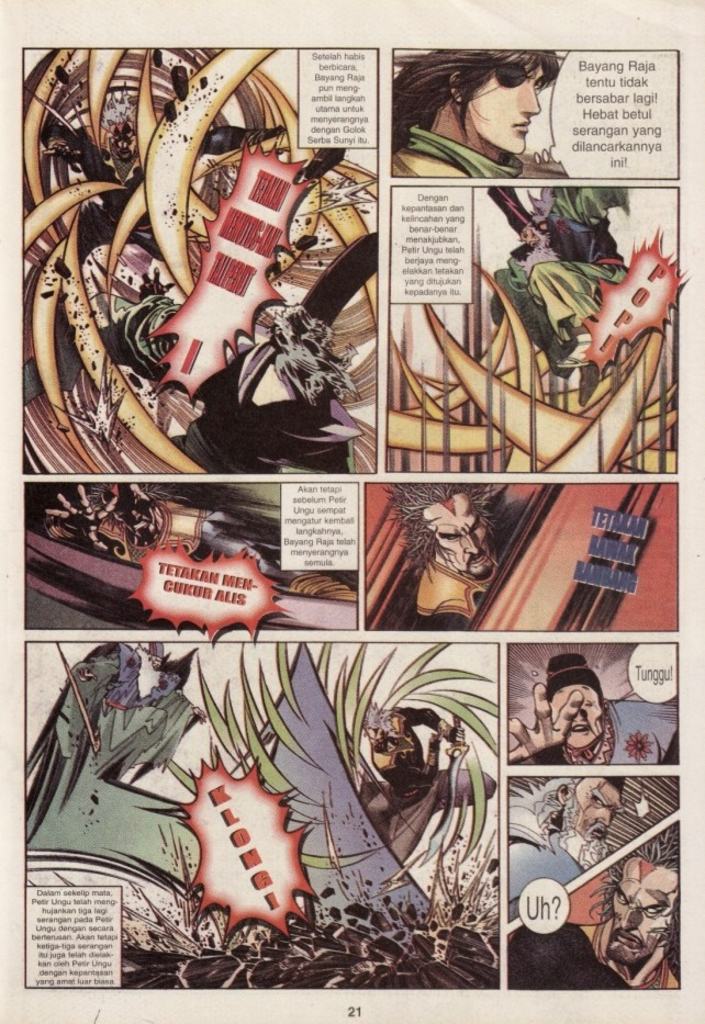 Setelah habis
berbicara,
Bayang Raja
pun meng-
ambil langkah
utama untuk
menyerangnya
dengan Golok
Serba Sunyi itu.
Bayang Raja
tentu tidak
bersabar lagi!
Hebat betul
serangan yang
dilancarkannya
ini!
Dengan
kepantasan dan
kelincahan yang
benar-benar
menakjubkan,
Petir Ungu telah
berjaya meng-
elakkan tetakan
yang ditujukan
kepadanya itu.
POP!
Akan tetapi
sebelum Petir
Ungu sempat
mengatur kembali
langkahnya,
Bayang Raja telah
menyerangnya
semula.
TETAKAN MEN-
CUKUR ALIS
TETAKAN
Tunggu!
KLONG!
Uh?
Dalam sekelip mata,
Petir Ungu telah meng-
hujankan tiga lagi
serangan pada Petir
Ungu dengan secara
berterusan. Akan tetapi
ketiga-tiga serangan
itu juga telah dielak-
kan oleh Petir Ungu
dengan kepantasan
yang amat luar biasa.
21